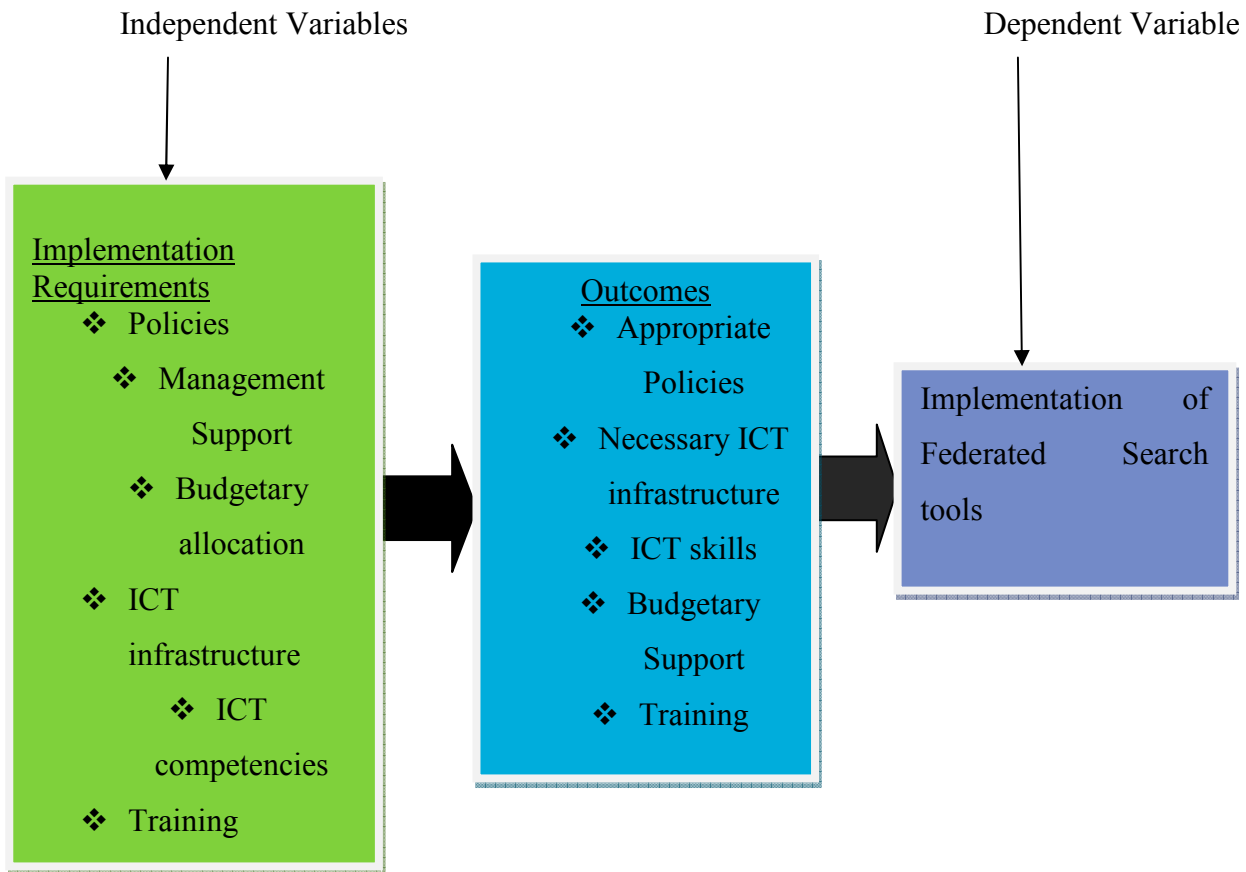 Independent Variables
Dependent Variable
Implementation
Requirements
❖ Policies
❖ Management
Support
❖ Budgetary
allocation
❖ ICT
infrastructure
❖ ICT
competencies
❖ Training
Outcomes
❖ Appropriate
Policies
❖ Necessary ICT
infrastructure
❖ ICT skills
❖ Budgetary
Support
❖ Training
Implementation of
Federated Search
tools